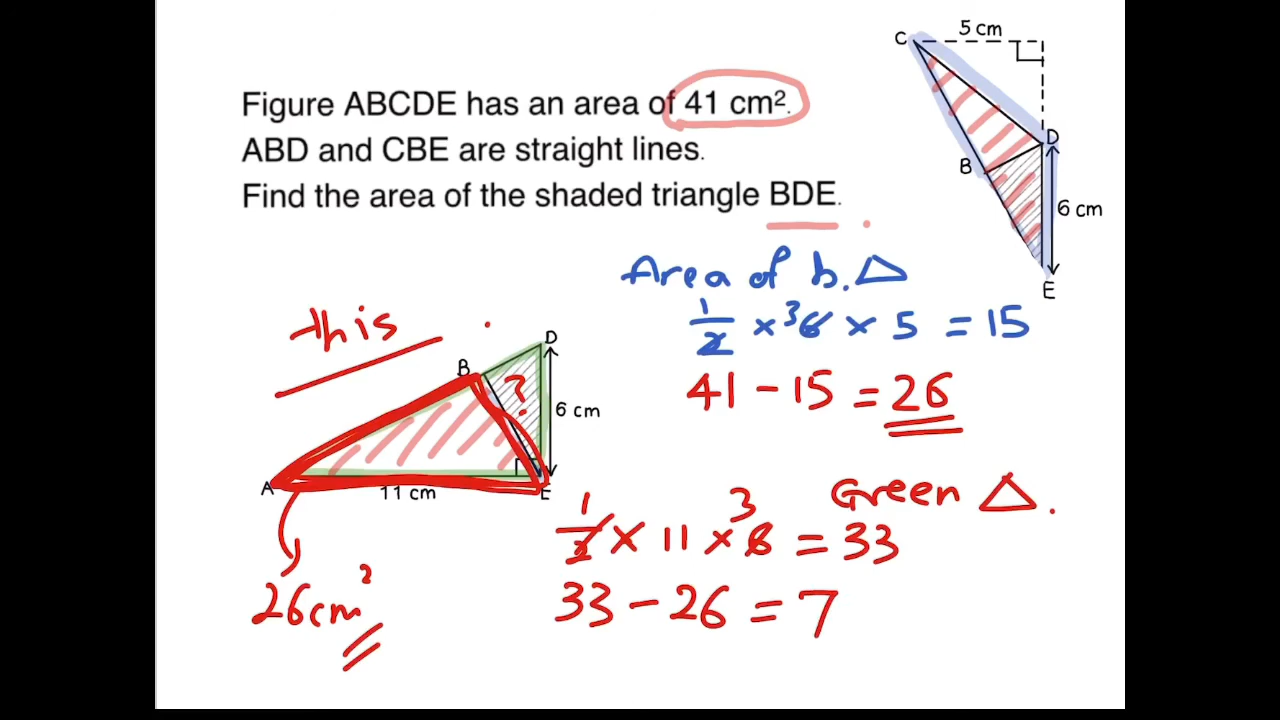 Figure ABCDE has an area of 41 cm².
ABD and CBE are straight lines.
Find the area of the shaded triangle BDE.
C
5 cm
D
B
6 cm
E
Area of b. △
1/2 × 6 3 × 5 = 15
41 - 15 = 26
this
D
B
?
6 cm
A
11 cm
E
26cm²
Green △.
1/2 × 11 × 6 3 = 33
33 - 26 = 7